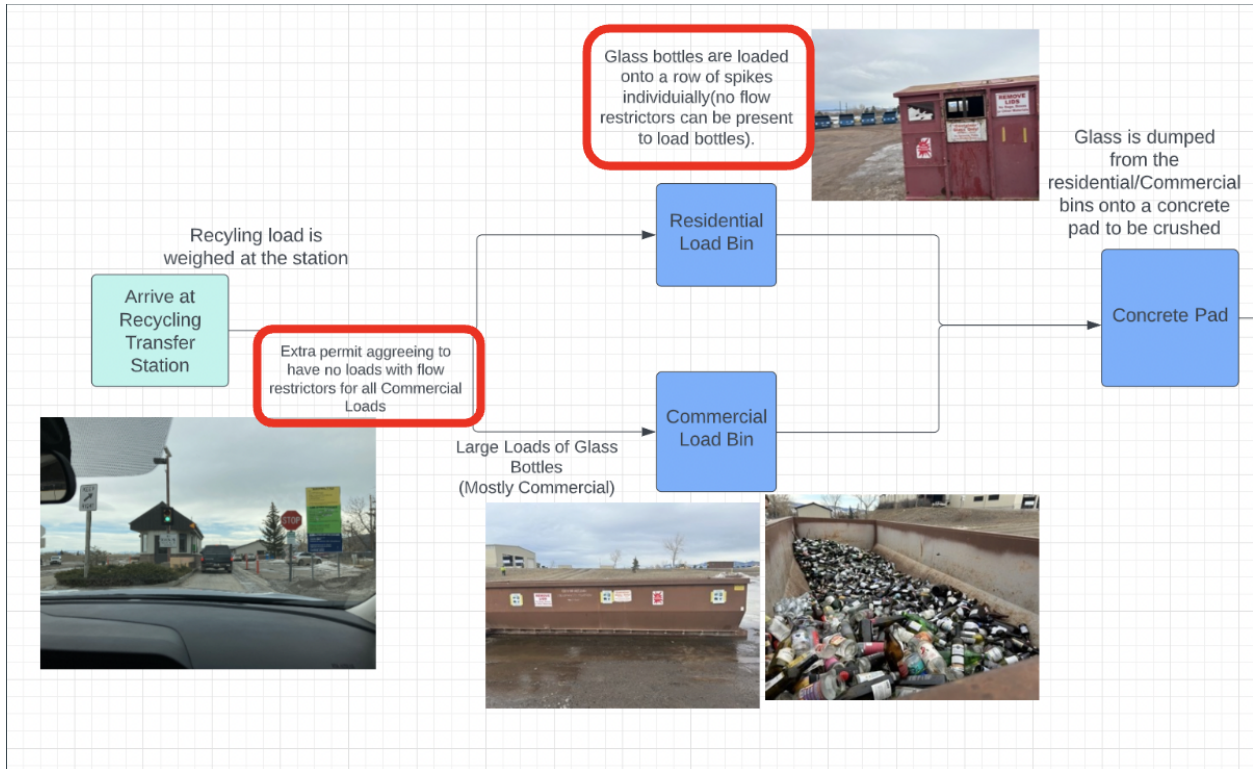 Glass bottles are loaded
onto a row of spikes
individuially(no flow
restrictors can be present
to load bottles).
REMOVE
LIDS
Glass is dumped
from the
residential/Commercial
bins onto a concrete
pad to be crushed
Residential
Load Bin
Recyling load is
weighed at the station
Arrive at
Recycling
Transfer
Station
Concrete Pad
Extra permit aggreeing to
have no loads with flow
restrictors for all Commercial
Loads
Commercial
Load Bin
Large Loads of Glass
Bottles
(Mostly Commercial)
STOP